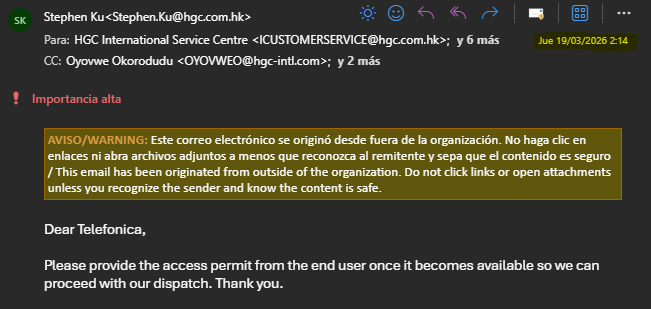 SK
Stephen Ku<Stephen.Ku@hgc.com.hk>
Para: HGC International Service Centre <ICUSTOMERSERVICE@hgc.com.hk>; y 6 más
Jue 19/03/2026 2:14
CC: Oyovwe Okorodudu <OYOVWEO@hgc-intl.com>; y 2 más
! Importancia alta
AVISO/WARNING: Este correo electrónico se originó desde fuera de la organización. No haga clic en
enlaces ni abra archivos adjuntos a menos que reconozca al remitente y sepa que el contenido es seguro
/ This email has been originated from outside of the organization. Do not click links or open attachments
unless you recognize the sender and know the content is safe.
Dear Telefonica,
Please provide the access permit from the end user once it becomes available so we can
proceed with our dispatch. Thank you.